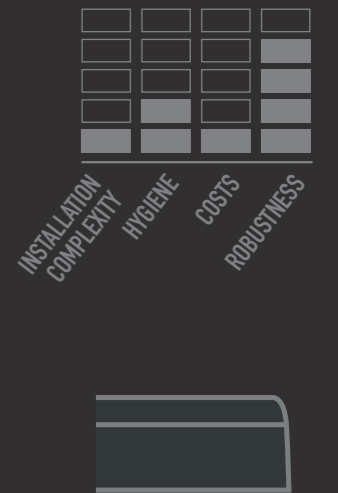 INSTALLATION
COMPLEXITY
HYGIENE
COSTS
ROBUSTNESS